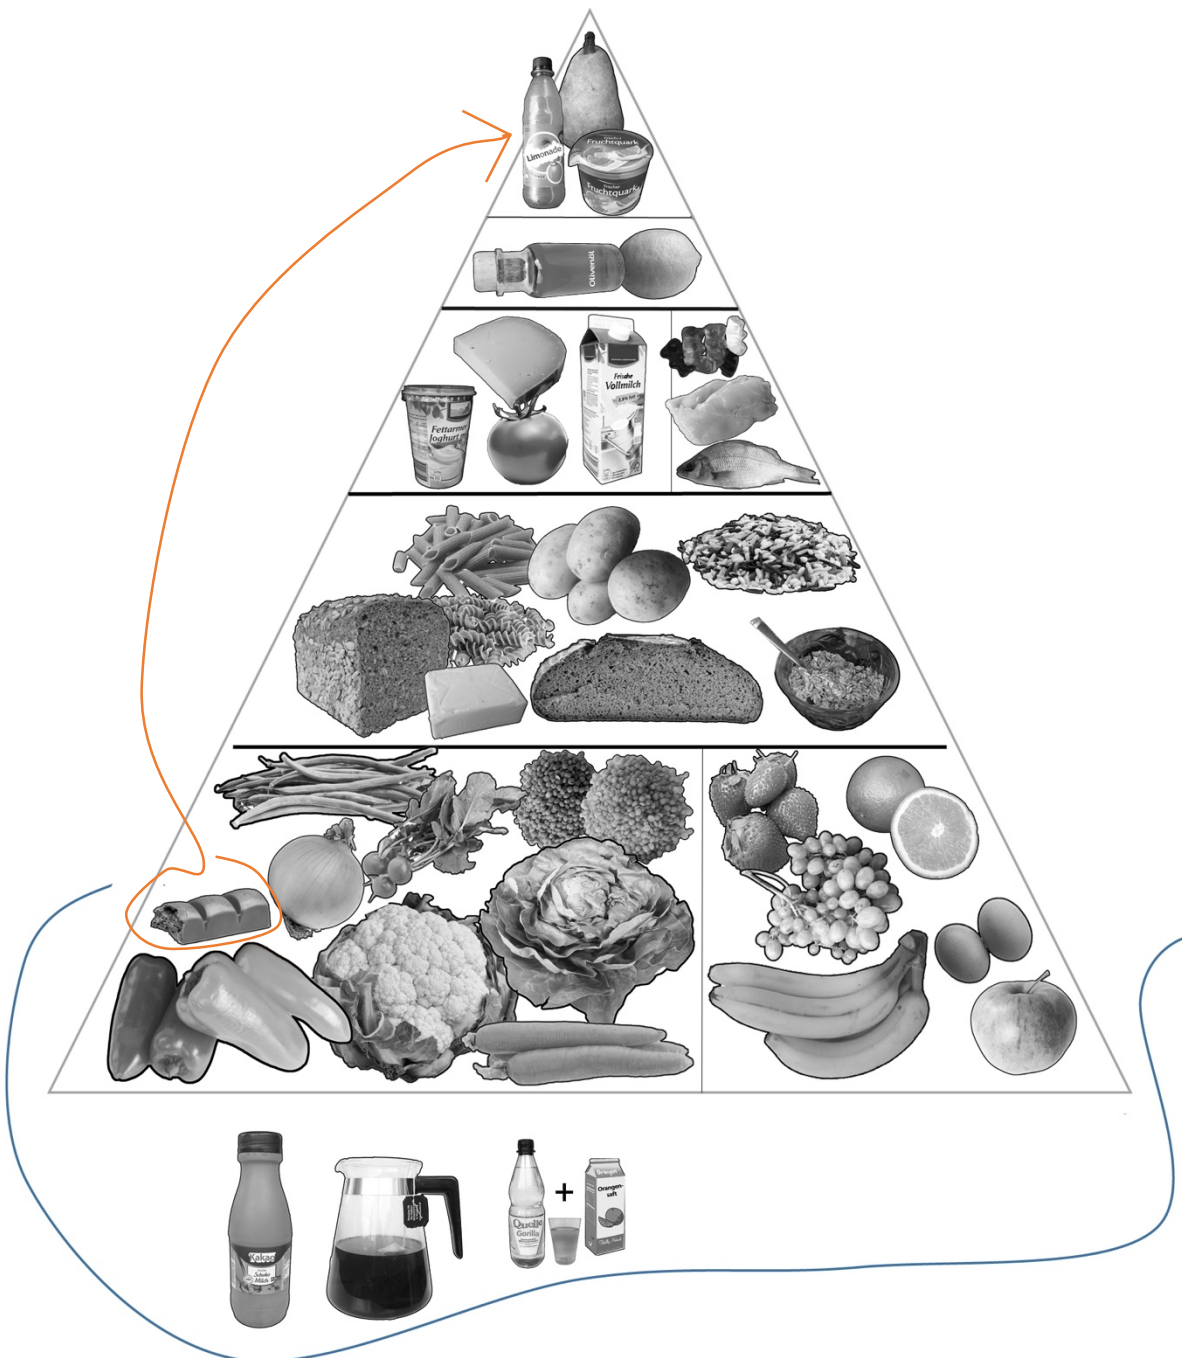 Limonade
Fruchtquark
Fruchtquark
Olivenöl
Frische
Vollmilch
Fettarmer
Joghurt
Kakao
Schoko
Milch
Quelle
Gorilla
+
Orangen-
saft